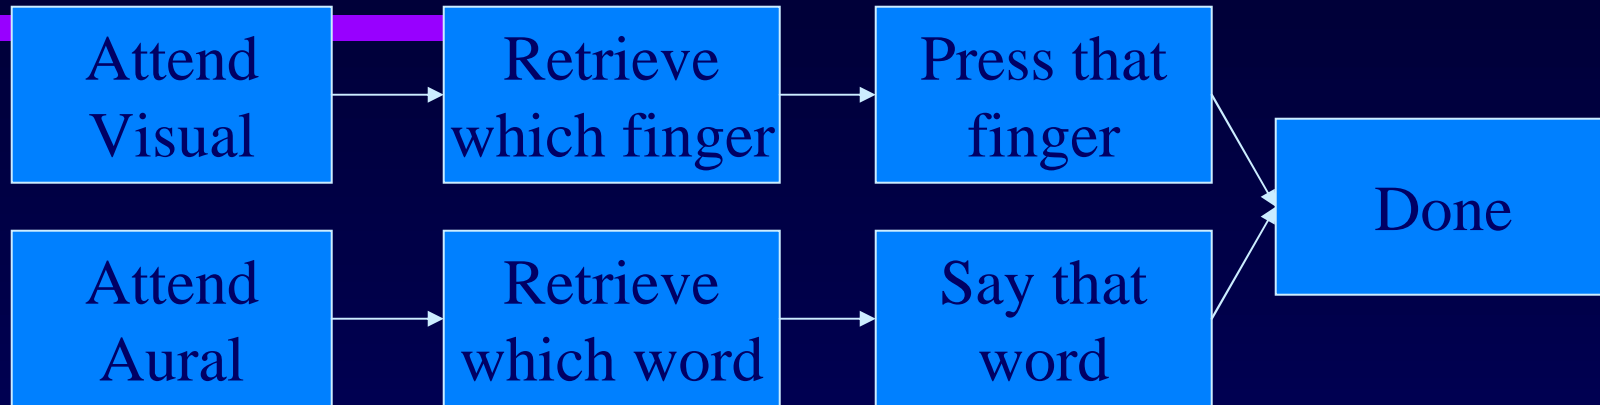 Attend
Visual
Retrieve
which finger
Press that
finger
Attend
Aural
Retrieve
which word
Say that
word
Done